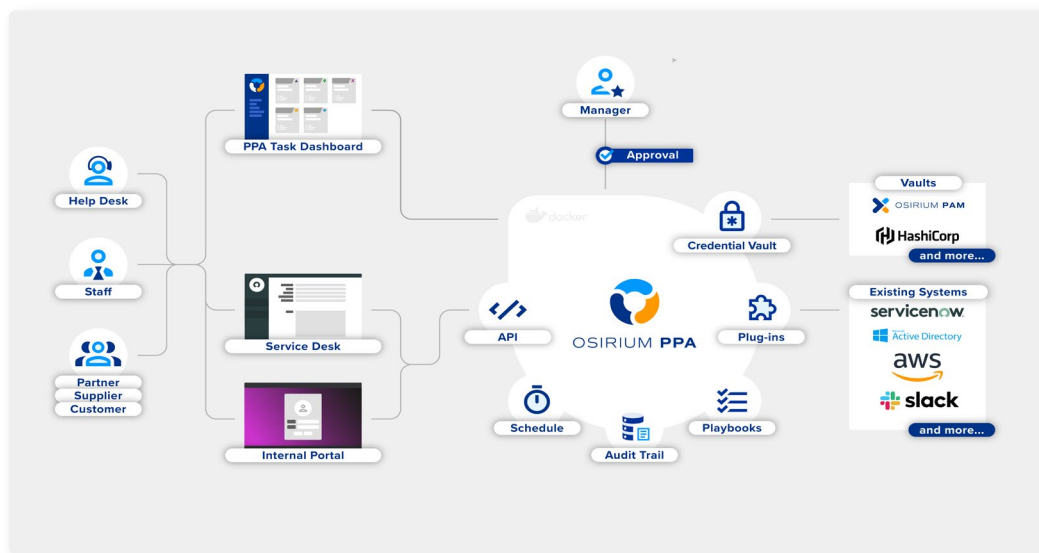 Manager
Approval
PPA Task Dashboard
Help Desk
Staff
Partner
Supplier
Customer
Service Desk
Internal Portal
docker
Credential Vault
API
OSIRIUM PPA
Plug-ins
Schedule
Audit Trail
Playbooks
Vaults
OSIRIUM PAM
HashiCorp
and more...
Existing Systems
servicenow
Active Directory
aws
slack
and more...